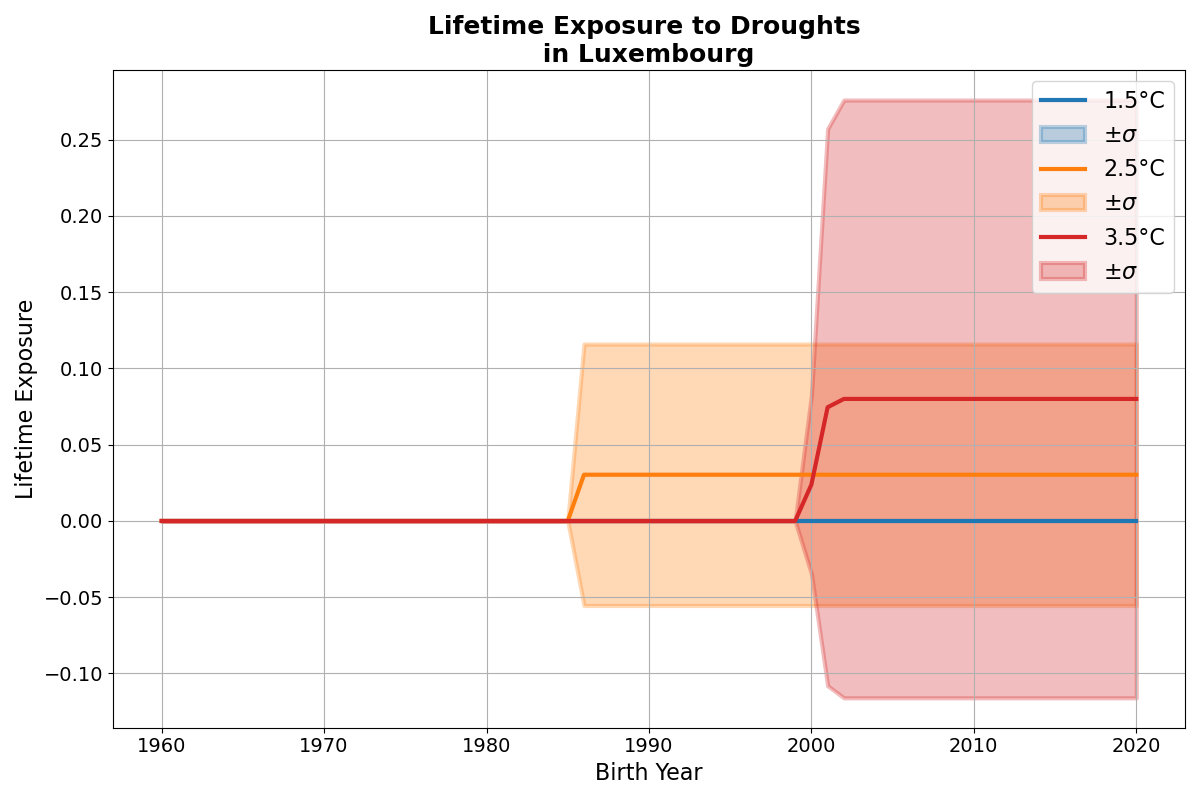 Lifetime Exposure to Droughts
in Luxembourg
Lifetime Exposure
0.25
0.20
0.15
0.10
0.05
0.00
−0.05
−0.10
1.5°C
±σ
2.5°C
±σ
3.5°C
±σ
1960 1970 1980 1990 2000 2010 2020
Birth Year